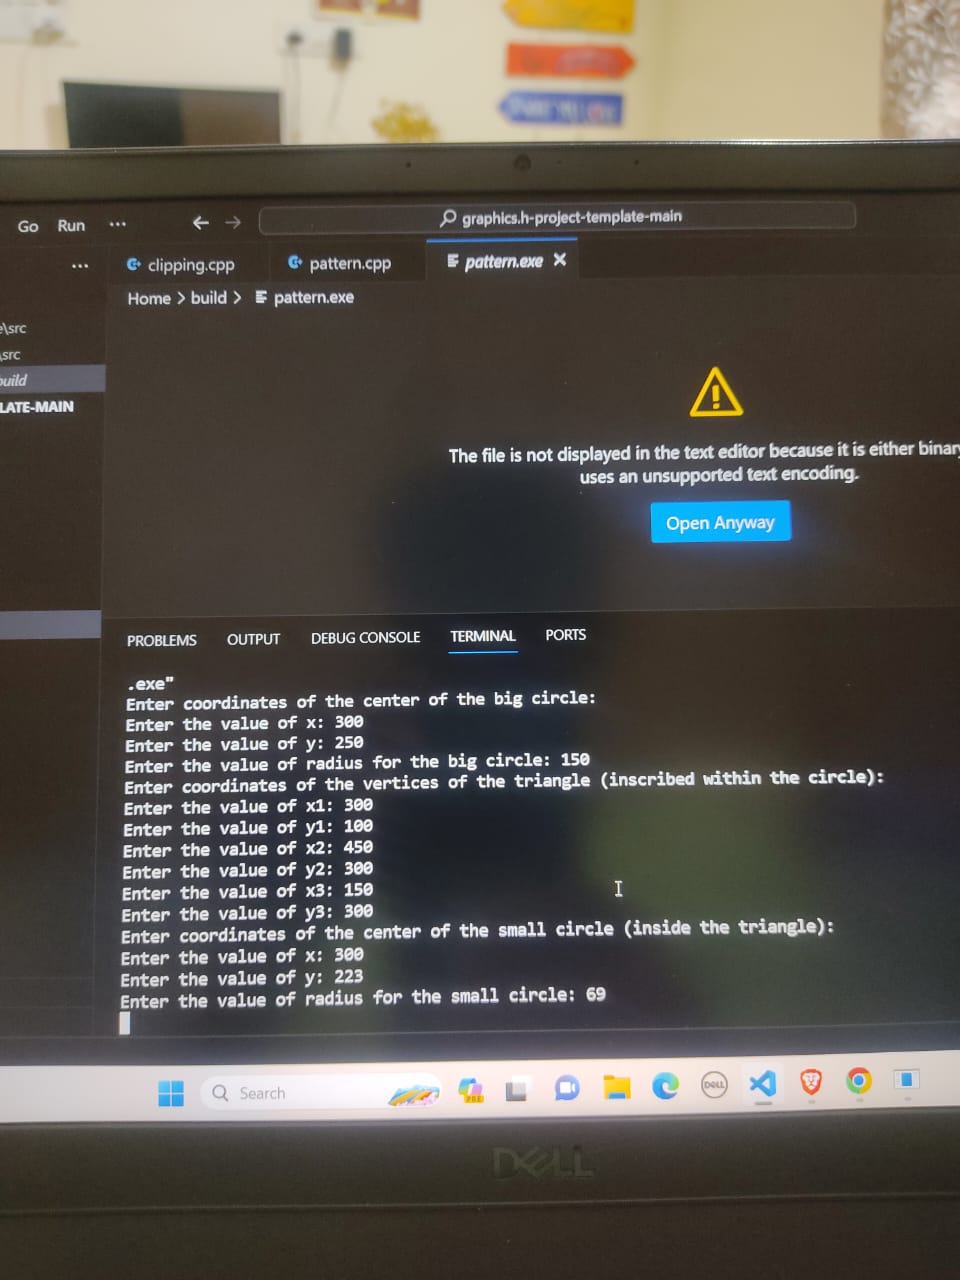 Go Run ... ← → graphics.h-project-template-main
... clipping.cpp pattern.cpp pattern.exe ×
Home > build > pattern.exe
\src
\src
build
LATE-MAIN
The file is not displayed in the text editor because it is either binary
uses an unsupported text encoding.
Open Anyway
PROBLEMS OUTPUT DEBUG CONSOLE TERMINAL PORTS
.exe"
Enter coordinates of the center of the big circle:
Enter the value of x: 300
Enter the value of y: 250
Enter the value of radius for the big circle: 150
Enter coordinates of the vertices of the triangle (inscribed within the circle):
Enter the value of x1: 300
Enter the value of y1: 100
Enter the value of x2: 450
Enter the value of y2: 300
Enter the value of x3: 150
Enter the value of y3: 300
Enter coordinates of the center of the small circle (inside the triangle):
Enter the value of x: 300
Enter the value of y: 223
Enter the value of radius for the small circle: 69
Search
DELL
DELL